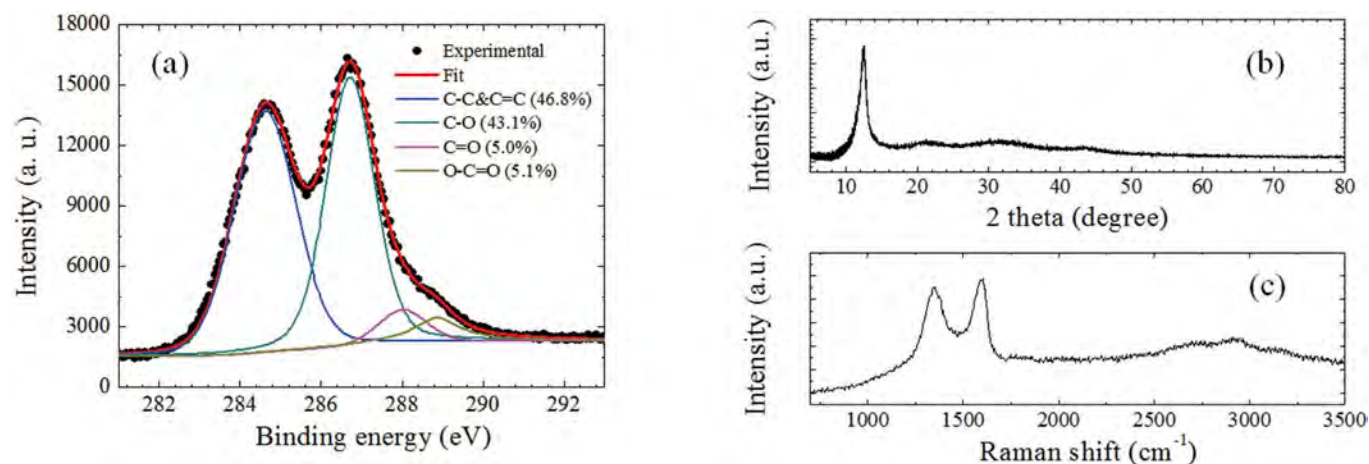 18000
15000
12000
9000
6000
3000
0
Intensity (a. u.)
(a)
Experimental
Fit
C-C&C=C (46.8%)
C-O (43.1%)
C=O (5.0%)
O-C=O (5.1%)
282 284 286 288 290 292
Binding energy (eV)
Intensity (a.u.)
(b)
10 20 30 40 50 60 70 80
2 theta (degree)
Intensity (a.u.)
(c)
1000 1500 2000 2500 3000 3500
Raman shift (cm⁻¹)